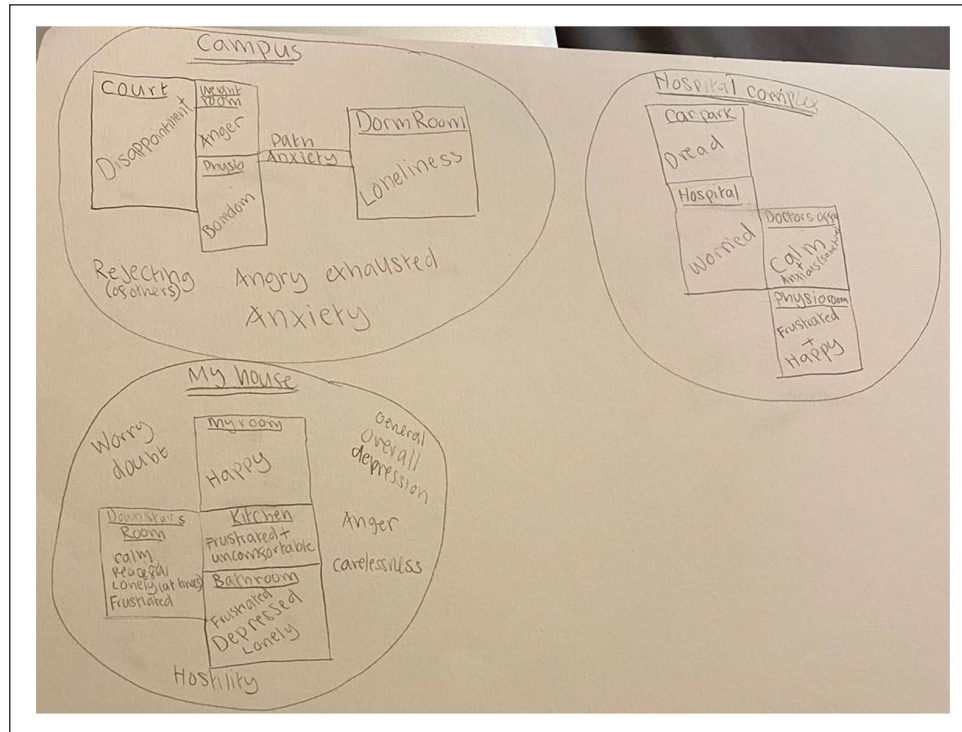 Campus
Court
Disappointment
Weight
room
Anger
Physio
Boredom
Path
Anxiety
Dorm Room
Loneliness
Rejecting
(of others)
Angry exhausted
Anxiety
Hospital complex
Car park
Dread
Hospital
Worried
Doctors
Calm
+
Physio room
Frustrated
+
Happy
My house
Worry
doubt
My room
Happy
General
overall
depression
Downstairs
Room
calm
peaceful
Lonely (at times)
Frustrated
Kitchen
Frustrated +
uncomfortable
Bathroom
Frustrated
Depressed
Lonely
Anger
carelessness
Hostility